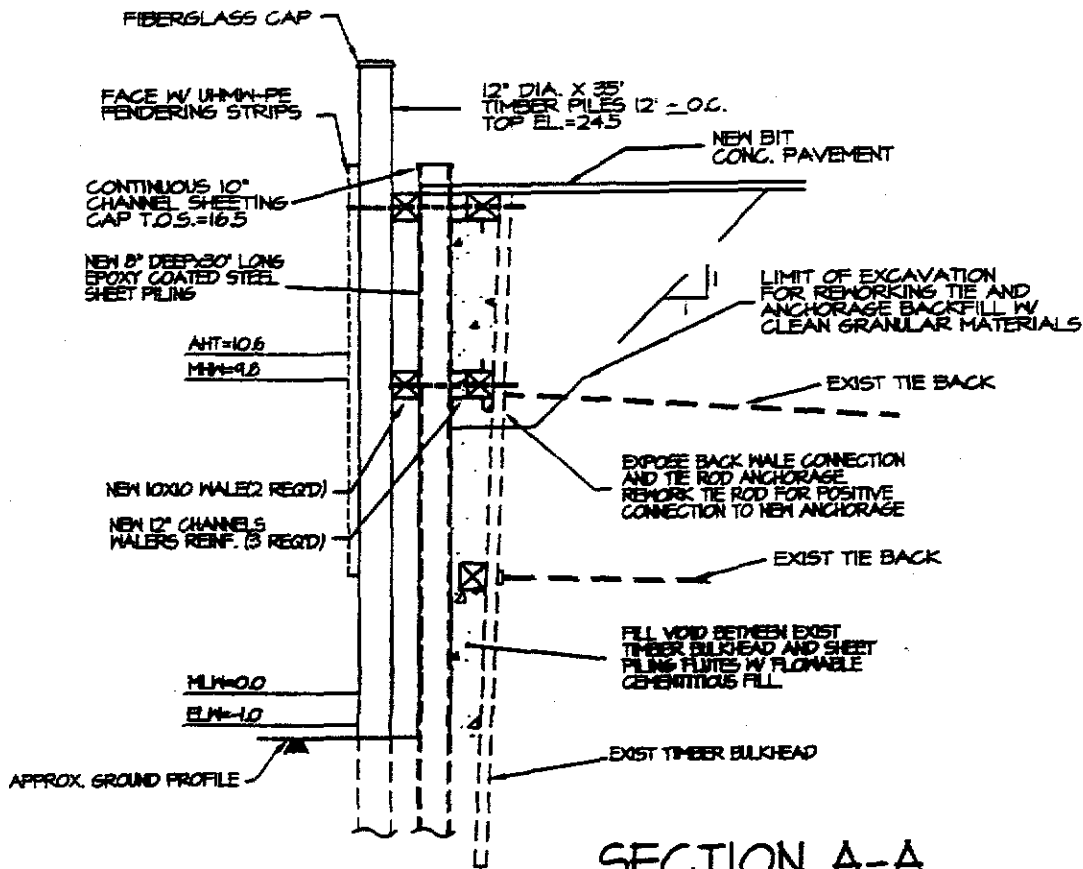 FIBERGLASS CAP
FACE W/ UHMW-PE
FENDERING STRIPS
12" DIA. X 35'
TIMBER PILES 12' ± O.C.
TOP EL.=24.5
NEW BIT
CONC. PAVEMENT
CONTINUOUS 10"
CHANNEL SHEETING
CAP T.O.S.=16.5
NEW 8" DEEPX30' LONG
EPOXY COATED STEEL
SHEET PILING
1
1
LIMIT OF EXCAVATION
FOR REWORKING TIE AND
ANCHORAGE BACKFILL W/
CLEAN GRANULAR MATERIALS
AHT=10.6
MHW=9.8
EXIST TIE BACK
EXPOSE BACK WALE CONNECTION
AND TIE ROD ANCHORAGE
REWORK TIE ROD FOR POSITIVE
CONNECTION TO NEW ANCHORAGE
NEW 10X10 WALE(2 REQ'D)
NEW 12" CHANNELS
WALERS REINF. (3 REQ'D)
EXIST TIE BACK
FILL VOID BETWEEN EXIST
TIMBER BULKHEAD AND SHEET
PILING FLUTES W/ FLOWABLE
CEMENTITIOUS FILL
MLW=0.0
ELW=-1.0
EXIST TIMBER BULKHEAD
APPROX. GROUND PROFILE
SECTION A-A